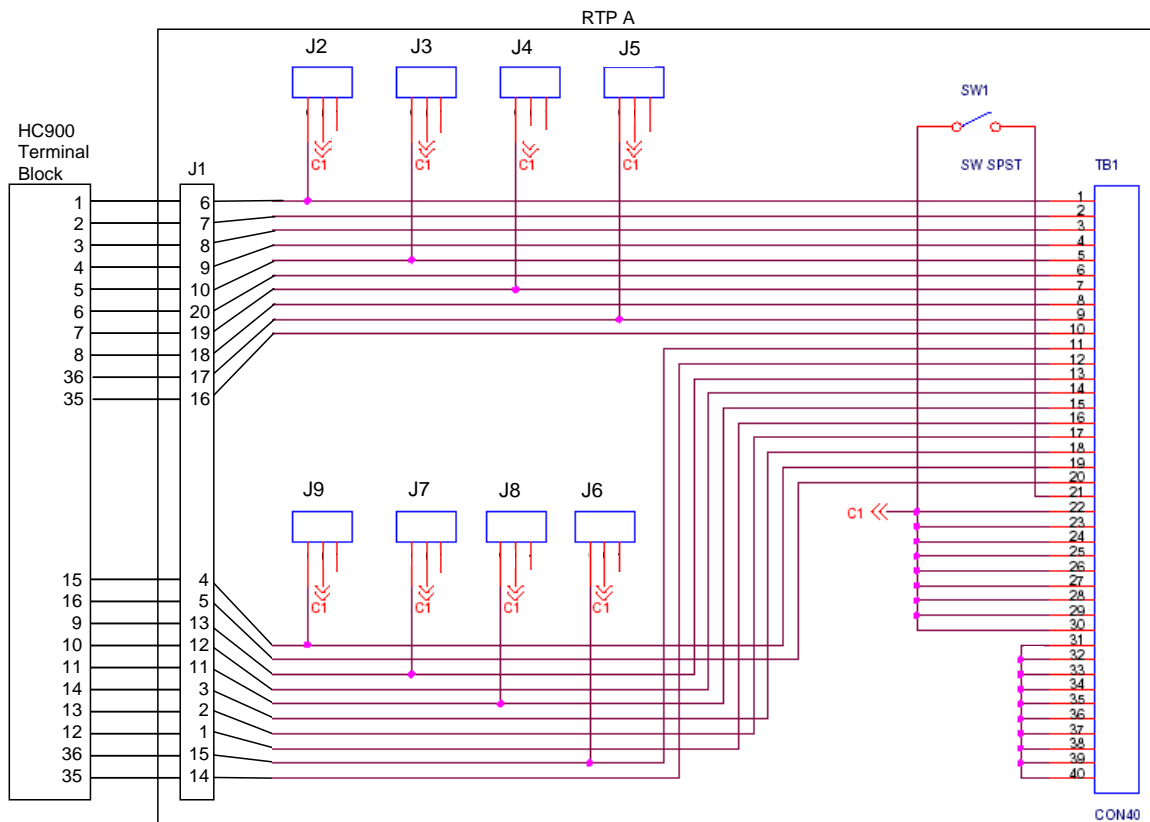 RTP A
J2 J3 J4 J5
SW1
HC900
Terminal
Block
J1
C1 C1 C1 C1
SW SPST
TB1
1 6 1
2 7 2
3 8 3
4 9 4
5 10 5
6 20 6
7 19 7
8 18 8
36 17 9
35 16 10
11
12
13
14
15
16
17
18
19
20
21
J9 J7 J8 J6
C1 22
23
24
25
26
27
28
29
30
C1 C1 C1 C1
15 4
16 5
9 13
10 12
11 11
14 3
13 2
12 1
36 15
35 14
31
32
33
34
35
36
37
38
39
40
CON40